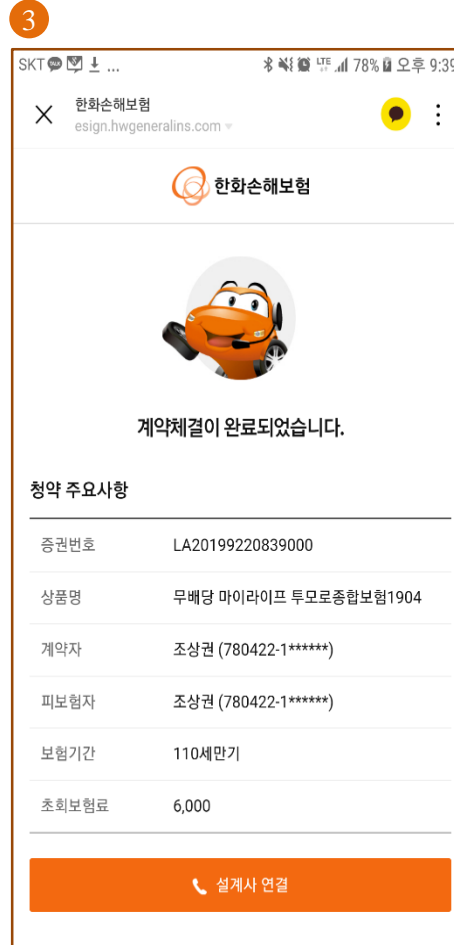 3
SKT ... LTE 78% 오후 9:39
한화손해보험
esign.hwgeneralins.com
한화손해보험
계약체결이 완료되었습니다.
청약 주요사항
증권번호 LA20199220839000
상품명 무배당 마이라이프 투모로종합보험1904
계약자 조상권 (780422-1******)
피보험자 조상권 (780422-1******)
보험기간 110세만기
초회보험료 6,000
설계사 연결